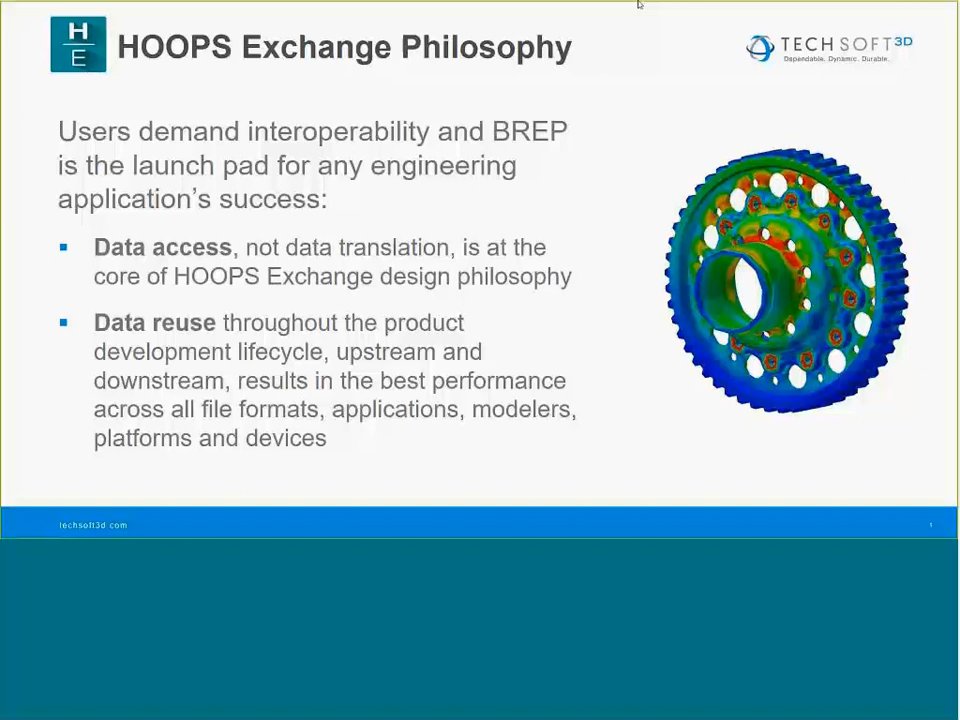 H
E
HOOPS Exchange Philosophy
TECH SOFT 3D
Dependable. Dynamic. Durable.
Users demand interoperability and BREP
is the launch pad for any engineering
application's success:
▪ Data access, not data translation, is at the
core of HOOPS Exchange design philosophy
▪ Data reuse throughout the product
development lifecycle, upstream and
downstream, results in the best performance
across all file formats, applications, modelers,
platforms and devices
techsoft3d.com
1